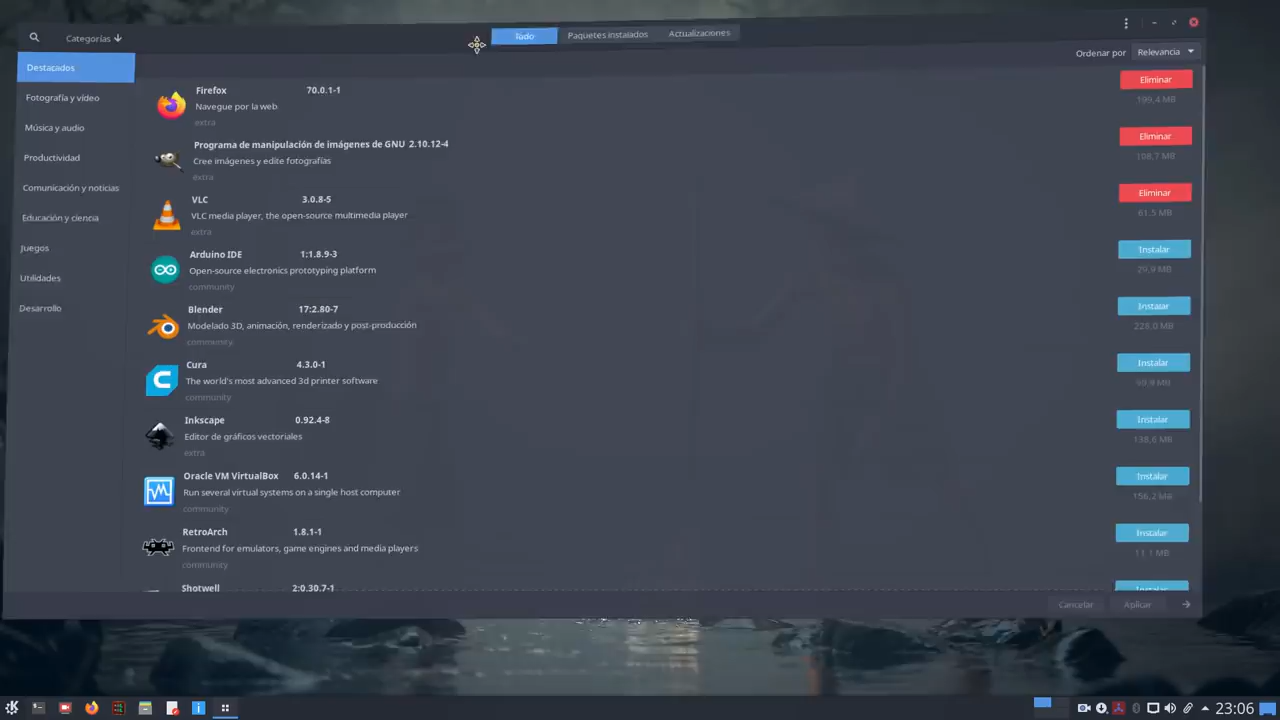 Categorías
Todo
Paquetes instalados
Actualizaciones
Ordenar por
Relevancia
Destacados
Fotografía y vídeo
Música y audio
Productividad
Comunicación y noticias
Educación y ciencia
Juegos
Utilidades
Desarrollo
Firefox 70.0.1-1
Navegue por la web
extra
Eliminar
199,4 MB
Programa de manipulación de imágenes de GNU 2.10.12-4
Cree imágenes y edite fotografías
extra
Eliminar
108,7 MB
VLC 3.0.8-5
VLC media player, the open-source multimedia player
extra
Eliminar
61,5 MB
Arduino IDE 1:1.8.9-3
Open-source electronics prototyping platform
community
Instalar
29,9 MB
Blender 17:2.80-7
Modelado 3D, animación, renderizado y post-producción
community
Instalar
228,0 MB
Cura 4.3.0-1
The world's most advanced 3d printer software
community
Instalar
MB
Inkscape 0.92.4-8
Editor de gráficos vectoriales
extra
Instalar
138,6 MB
Oracle VM VirtualBox 6.0.14-1
Run several virtual systems on a single host computer
community
Instalar
156,2 MB
RetroArch 1.8.1-1
Frontend for emulators, game engines and media players
community
Instalar
11,1 MB
Shotwell 2:0.30.7-1
Instalar
Cancelar
Aplicar
23:06